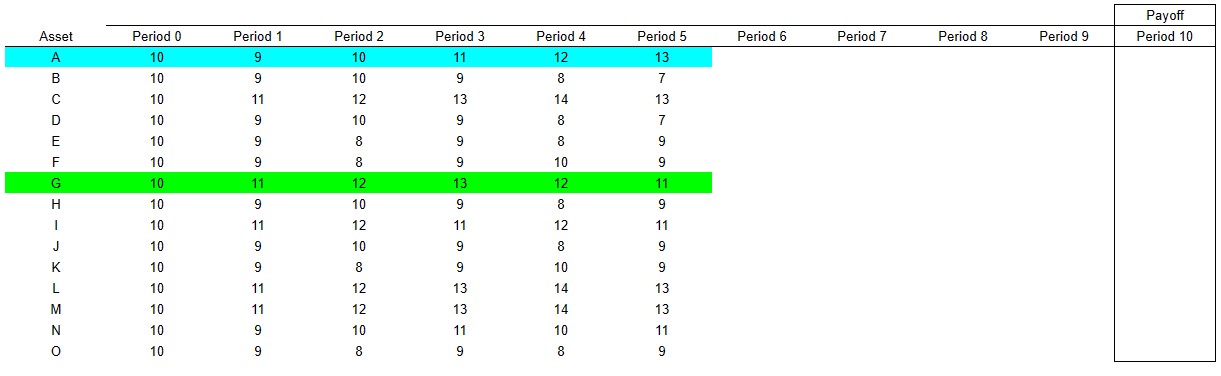 Payoff
Asset Period 0 Period 1 Period 2 Period 3 Period 4 Period 5 Period 6 Period 7 Period 8 Period 9 Period 10
A 10 9 10 11 12 13
B 10 9 10 9 8 7
C 10 11 12 13 14 13
D 10 9 10 9 8 7
E 10 9 8 9 8 9
F 10 9 8 9 10 9
G 10 11 12 13 12 11
H 10 9 10 9 8 9
I 10 11 12 11 12 11
J 10 9 10 9 8 9
K 10 9 8 9 10 9
L 10 11 12 13 14 13
M 10 11 12 13 14 13
N 10 9 10 11 10 11
O 10 9 8 9 8 9